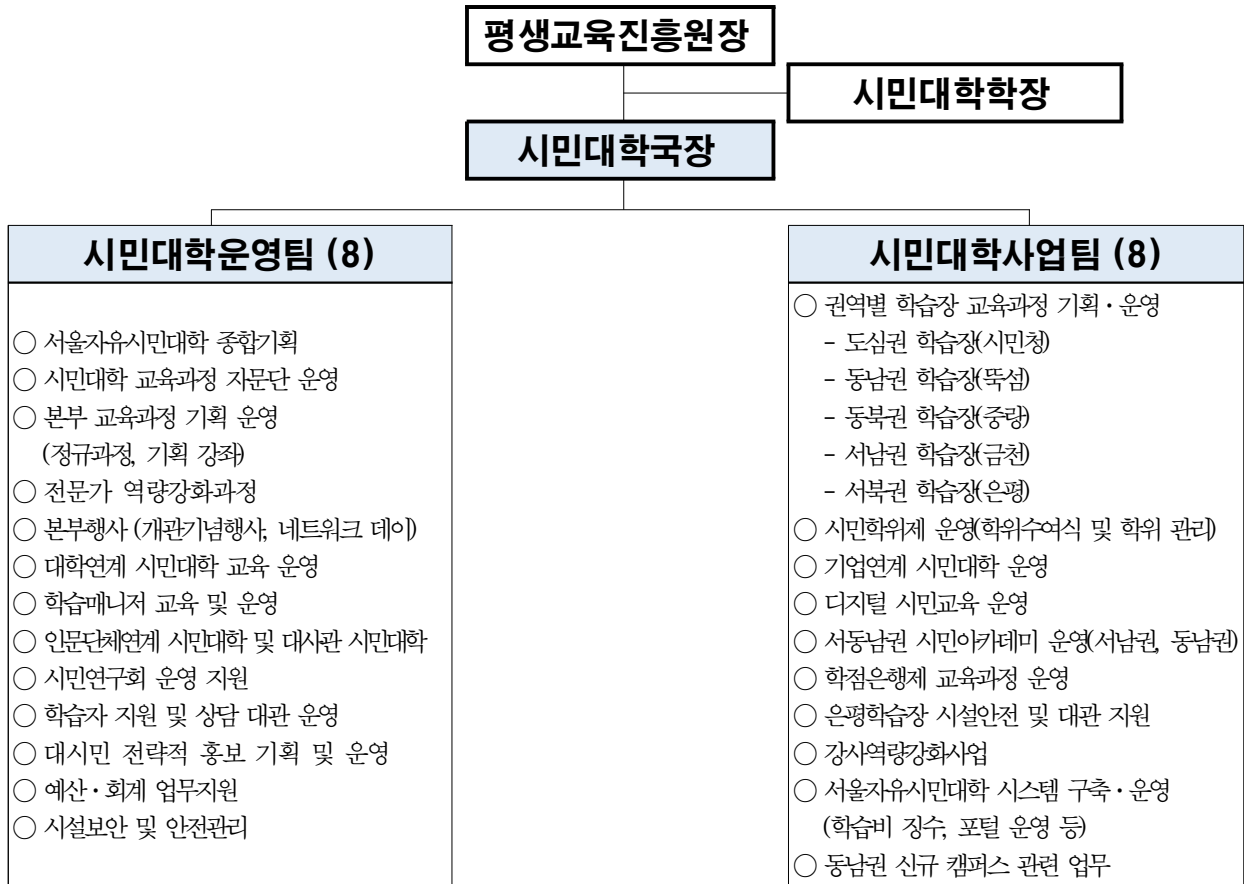 평생교육진흥원장
시민대학학장
시민대학국장
시민대학운영팀 (8)
○ 서울자유시민대학 종합기획
○ 시민대학 교육과정 자문단 운영
○ 본부 교육과정 기획 운영
(정규과정, 기획 강좌)
○ 전문가 역량강화과정
○ 본부행사 (개관기념행사, 네트워크 데이)
○ 대학연계 시민대학 교육 운영
○ 학습매니저 교육 및 운영
○ 인문단체연계 시민대학 및 대사관 시민대학
○ 시민연구회 운영 지원
○ 학습자 지원 및 상담 대관 운영
○ 대시민 전략적 홍보 기획 및 운영
○ 예산·회계 업무지원
○ 시설보안 및 안전관리
시민대학사업팀 (8)
○ 권역별 학습장 교육과정 기획·운영
- 도심권 학습장(시민청)
- 동남권 학습장(뚝섬)
- 동북권 학습장(중랑)
- 서남권 학습장(금천)
- 서북권 학습장(은평)
○ 시민학위제 운영(학위수여식 및 학위 관리)
○ 기업연계 시민대학 운영
○ 디지털 시민교육 운영
○ 서동남권 시민아카데미 운영(서남권, 동남권)
○ 학점은행제 교육과정 운영
○ 은평학습장 시설안전 및 대관 지원
○ 강사역량강화사업
○ 서울자유시민대학 시스템 구축·운영
(학습비 징수, 포털 운영 등)
○ 동남권 신규 캠퍼스 관련 업무